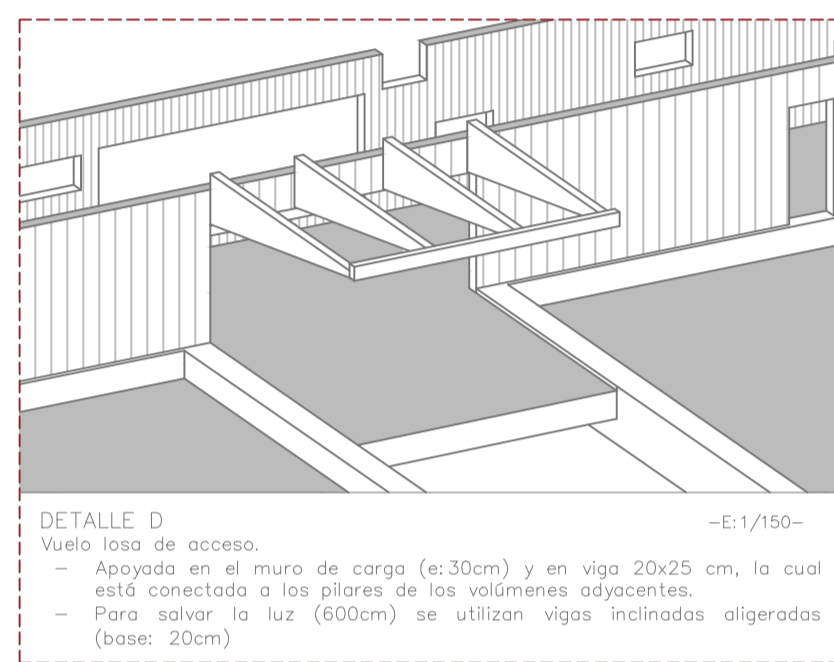 DETALLE D
–E:1/150–
Vuelo losa de acceso.
– Apoyada en el muro de carga (e:30cm) y en viga 20x25 cm, la cual
está conectada a los pilares de los volúmenes adyacentes.
– Para salvar la luz (600cm) se utilizan vigas inclinadas aligeradas
(base: 20cm)